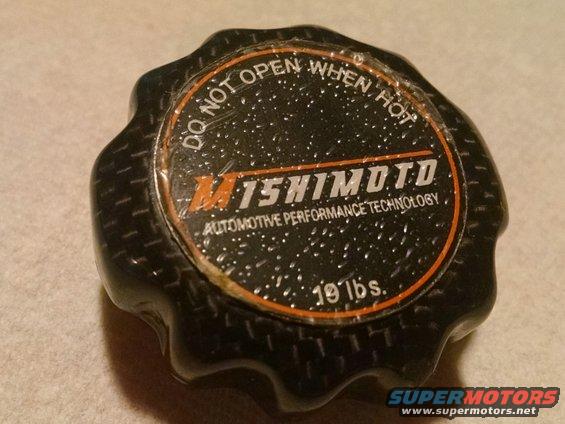 DO NOT OPEN WHEN HOT
MISHIMOTO
AUTOMOTIVE PERFORMANCE TECHNOLOGY
19 lbs.
SUPERMOTORS
www.supermotors.net